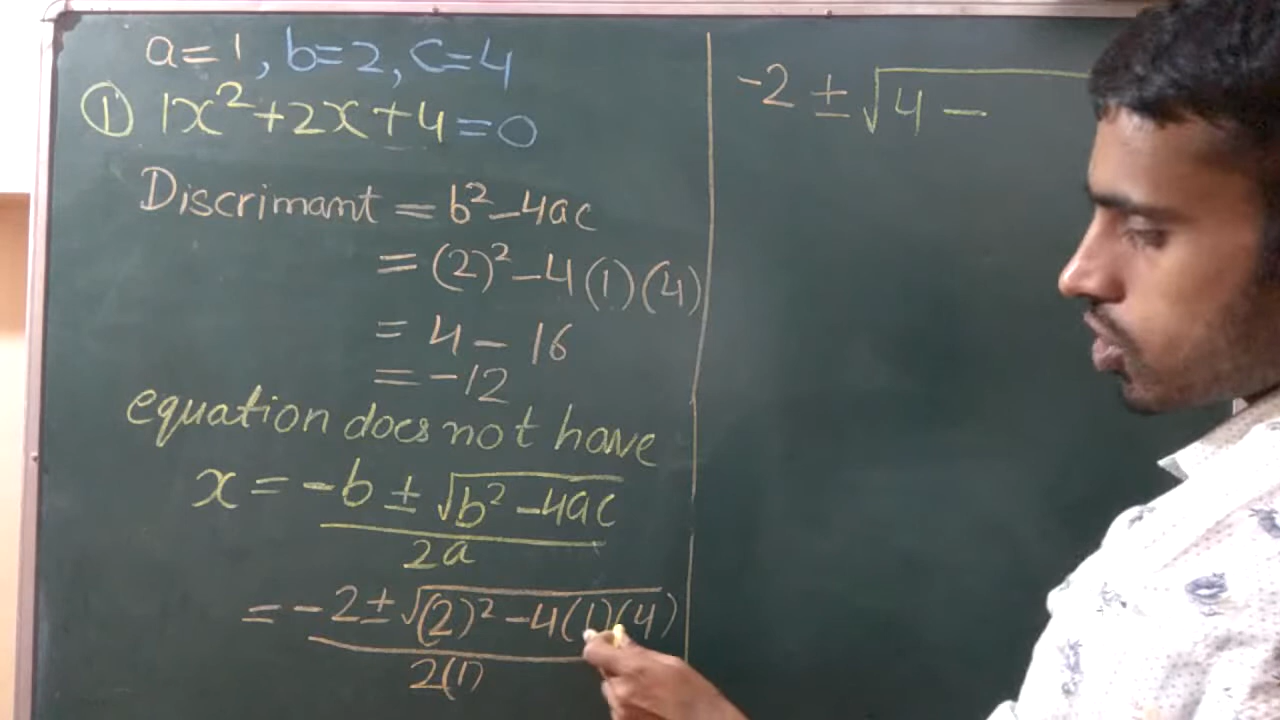 a=1, b=2, c=4
① 1x²+2x+4=0
Discrimant = b²-4ac
= (2)²-4(1)(4)
= 4-16
= -12
equation does not have
x = -b ± √b²-4ac
2a
= -2 ± √(2)²-4(1)(4)
2(1)
-2 ± √4 -